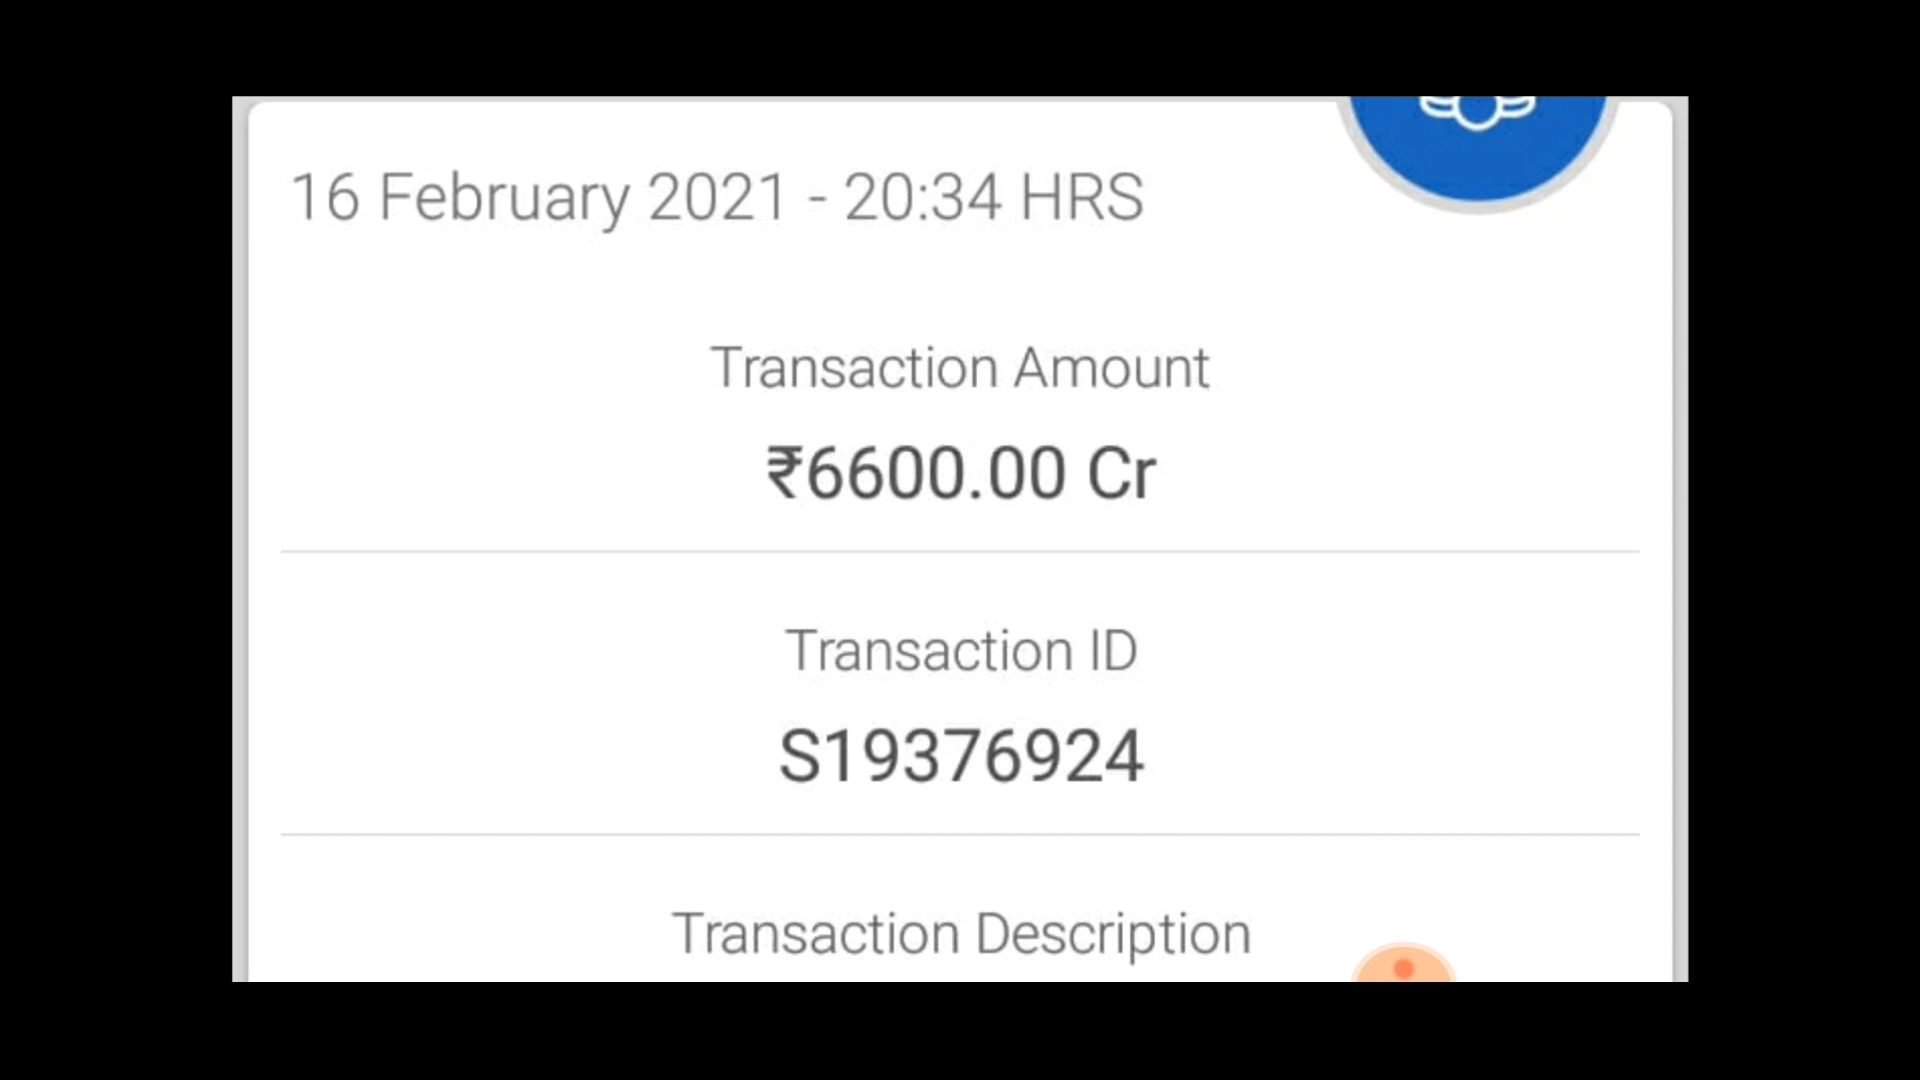 16 February 2021 - 20:34 HRS
Transaction Amount
₹6600.00 Cr
Transaction ID
S19376924
Transaction Description